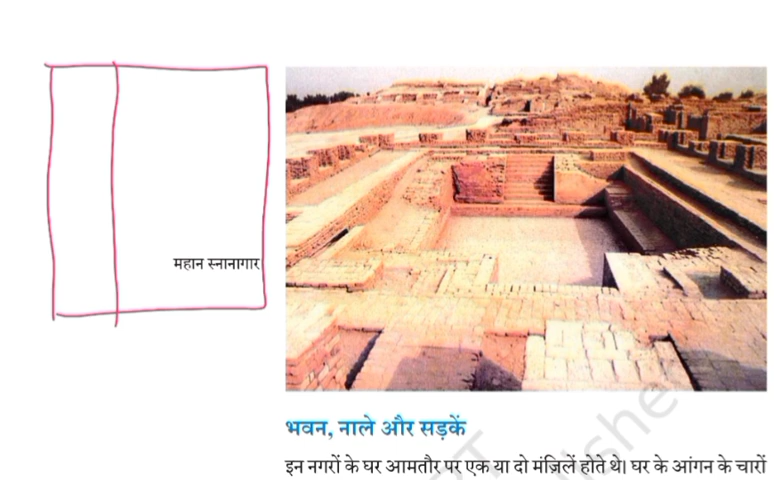 महान स्नानागार
भवन, नाले और सड़कें
इन नगरों के घर आमतौर पर एक या दो मंज़िलें होते थे। घर के आंगन के चारों